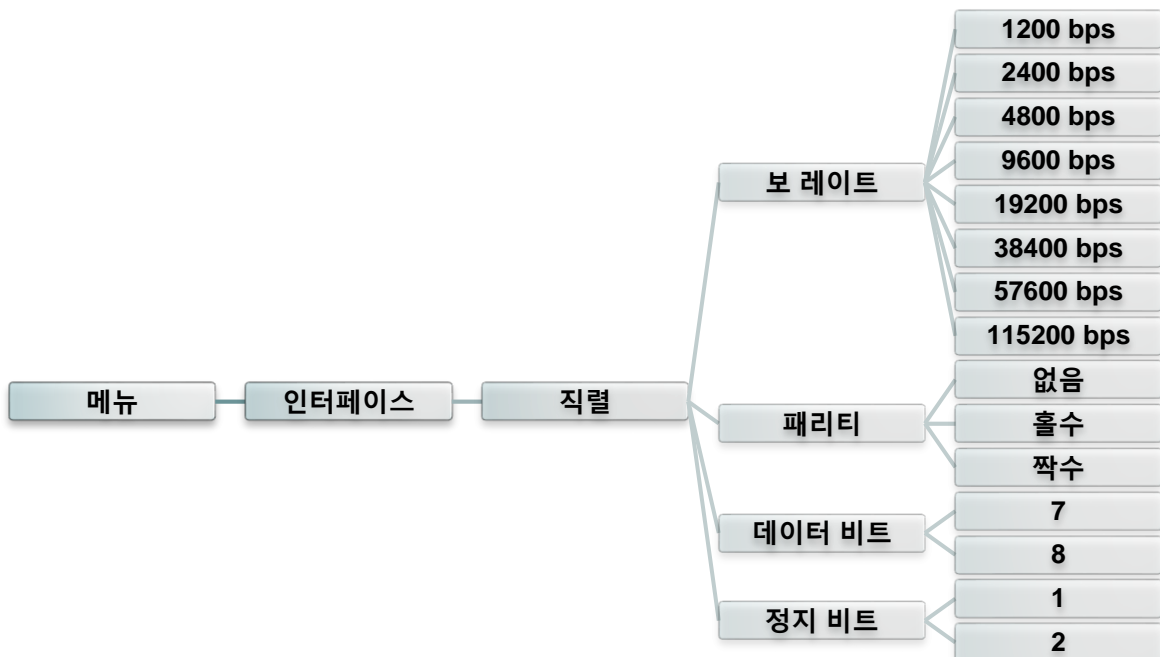 메뉴
인터페이스
직렬
보 레이트
1200 bps
2400 bps
4800 bps
9600 bps
19200 bps
38400 bps
57600 bps
115200 bps
패리티
없음
홀수
짝수
데이터 비트
7
8
정지 비트
1
2